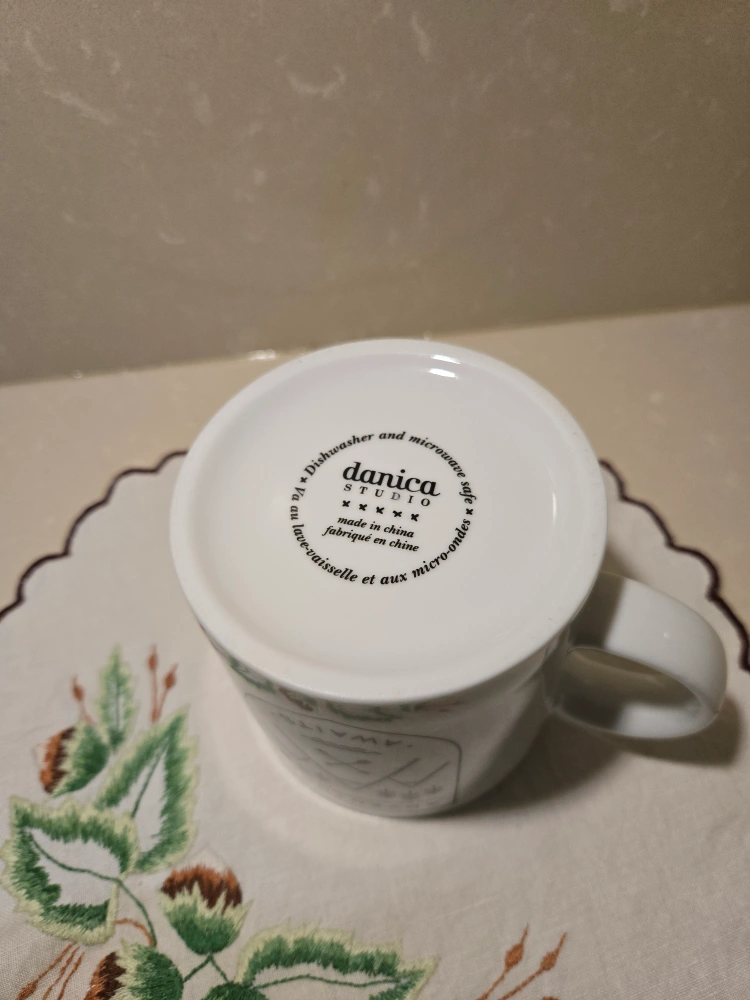 Dishwasher and microwave safe
danica
STUDIO
made in china
fabriqué en chine
Va au lave-vaisselle et aux micro-ondes